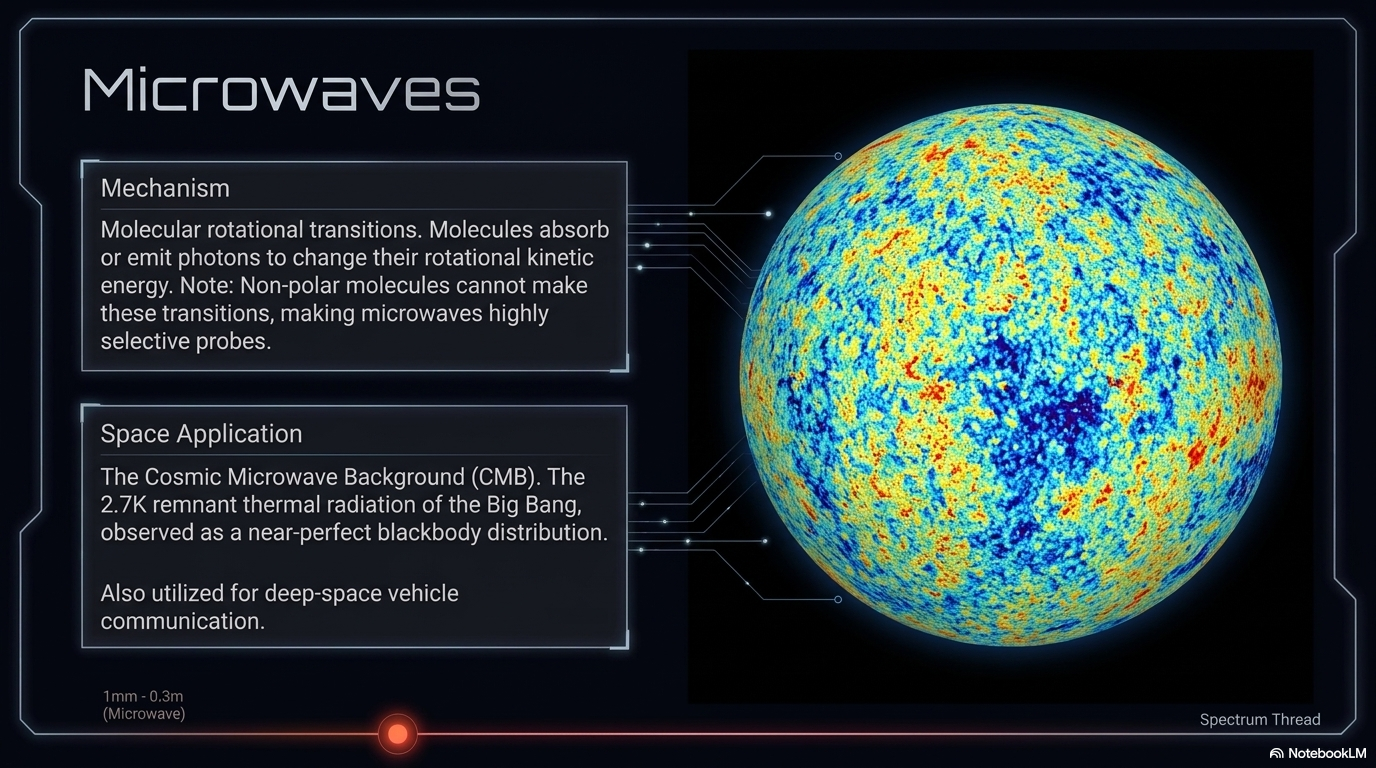 Microwaves
Mechanism
Molecular rotational transitions. Molecules absorb
or emit photons to change their rotational kinetic
energy. Note: Non-polar molecules cannot make
these transitions, making microwaves highly
selective probes.
Space Application
The Cosmic Microwave Background (CMB). The
2.7K remnant thermal radiation of the Big Bang,
observed as a near-perfect blackbody distribution.
Also utilized for deep-space vehicle
communication.
1mm - 0.3m
(Microwave)
Spectrum Thread
NotebookLM